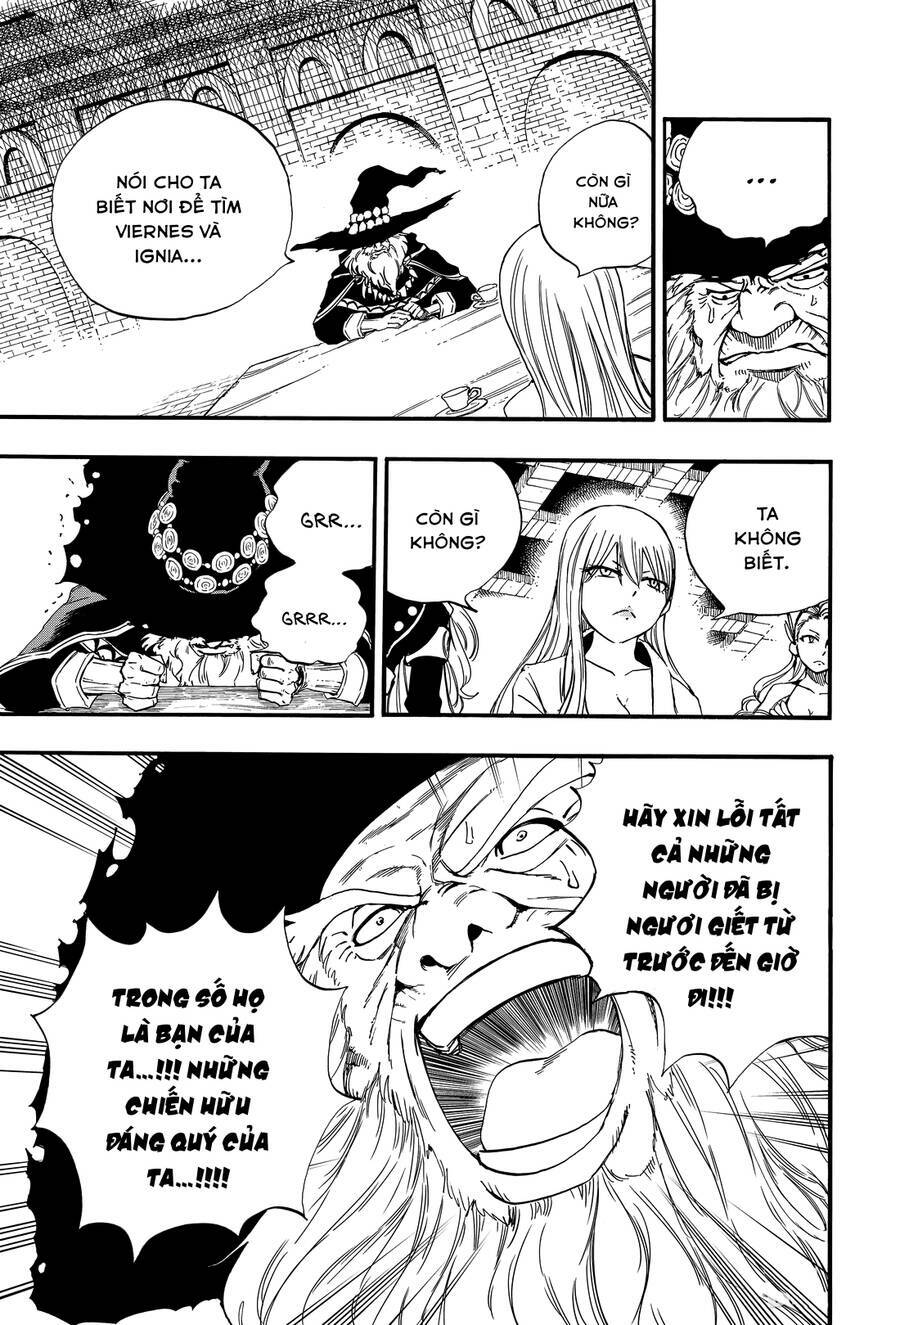 ...
CÒN GÌ
NỮA
KHÔNG?
NÓI CHO TA
BIẾT NƠI ĐỂ TÌM
VIERNES VÀ
IGNIA...
TA
KHÔNG
BIẾT.
CÒN GÌ
KHÔNG?
GRR...
GRRR...
HÃY XIN LỖI TẤT
CẢ NHỮNG
NGƯỜI ĐÃ BỊ
NGƯƠI GIẾT TỪ
TRƯỚC ĐẾN GIỜ
ĐI!!!
TRONG SỐ HỌ
LÀ BẠN CỦA
TA...!!! NHỮNG
CHIẾN HỮU
ĐÁNG QUÝ CỦA
TA...!!!!